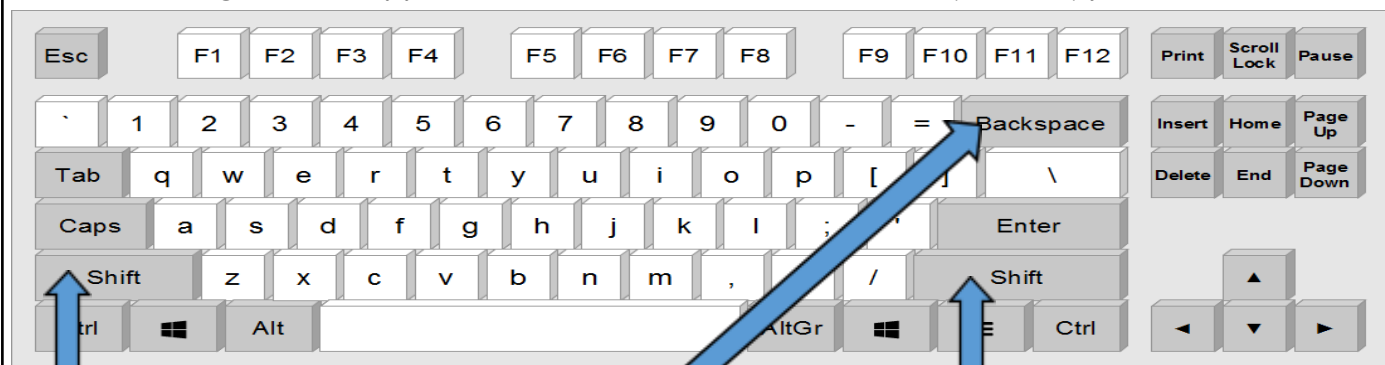 Esc F1 F2 F3 F4 F5 F6 F7 F8 F9 F10 F11 F12 Print Scroll Lock Pause
` 1 2 3 4 5 6 7 8 9 0 - = Backspace Insert Home Page Up
Tab q w e r t y u i o p [ ] \ Delete End Page Down
Caps a s d f g h j k l ; ' Enter
Shift z x c v b n m , / Shift ▲
Alt AltGr Ctrl ◄ ▼ ►